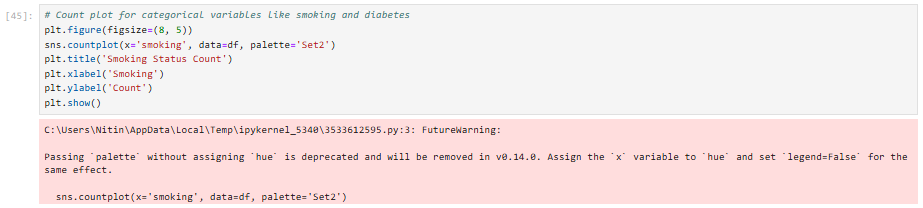 [45]: # Count plot for categorical variables like smoking and diabetes
plt.figure(figsize=(8, 5))
sns.countplot(x='smoking', data=df, palette='Set2')
plt.title('Smoking Status Count')
plt.xlabel('Smoking')
plt.ylabel('Count')
plt.show()
C:\Users\Nitin\AppData\Local\Temp\ipykernel_5340\3533612595.py:3: FutureWarning:
Passing `palette` without assigning `hue` is deprecated and will be removed in v0.14.0. Assign the `x` variable to `hue` and set `legend=False` for the
same effect.
sns.countplot(x='smoking', data=df, palette='Set2')